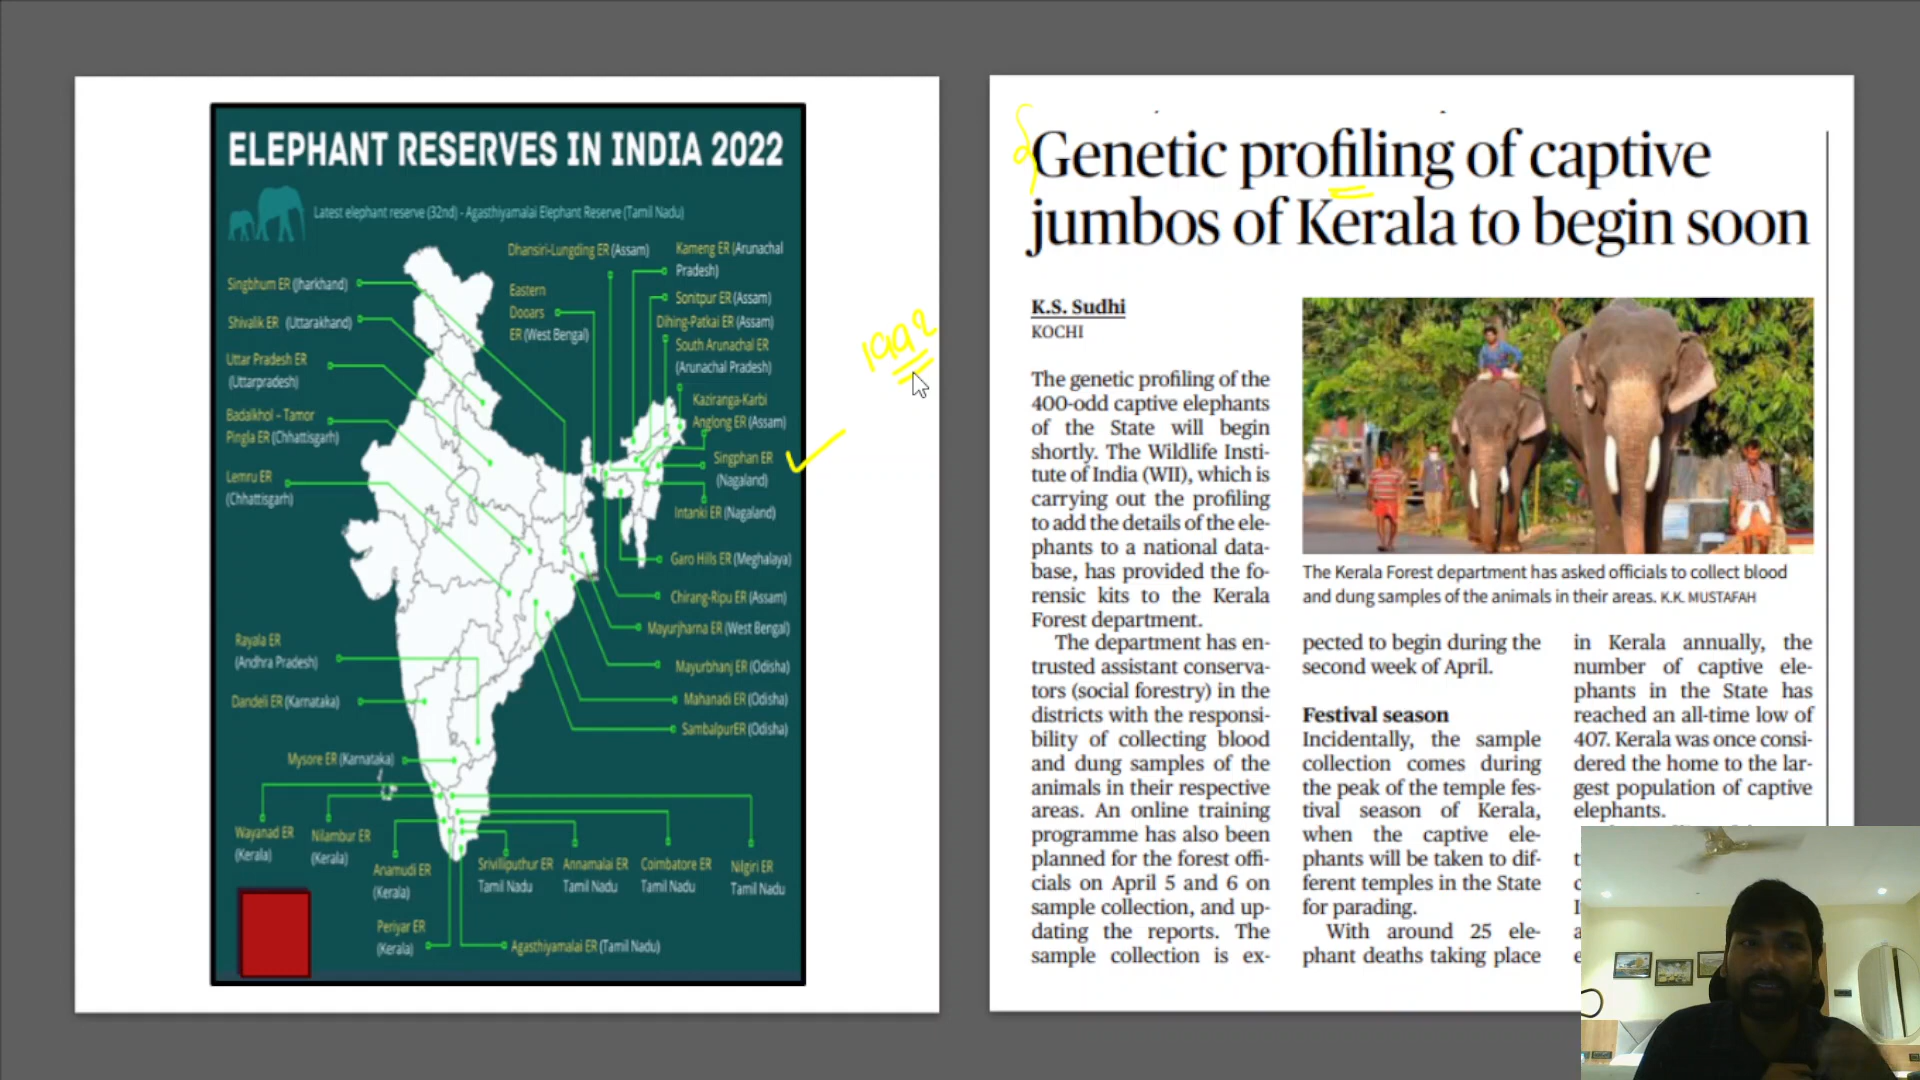 ELEPHANT RESERVES IN INDIA 2022
Latest elephant reserve (32nd) - Agasthiyamalai Elephant Reserve (Tamil Nadu)
Singbhum ER (Jharkhand)
Shivalik ER (Uttarakhand)
Uttar Pradesh ER
(Uttarpradesh)
Badalkhol - Tamor
Pingla ER (Chhattisgarh)
Lemru ER
(Chhattisgarh)
Dhansiri-Lungding ER (Assam)
Eastern
Dooars
ER (West Bengal)
Kameng ER (Arunachal
Pradesh)
Sonitpur ER (Assam)
Dihing-Patkai ER (Assam)
South Arunachal ER
(Arunachal Pradesh)
Kaziranga-Karbi
Anglong ER (Assam)
Singphan ER
(Nagaland)
Intanki ER (Nagaland)
Garo Hills ER (Meghalaya)
Chirang-Ripu ER (Assam)
Mayurjharna ER (West Bengal)
Mayurbhanj ER (Odisha)
Mahanadi ER (Odisha)
SambalpurER (Odisha)
Rayala ER
(Andhra Pradesh)
Dandeli ER (Karnataka)
Mysore ER (Karnataka)
Wayanad ER
(Kerala)
Nilambur ER
(Kerala)
Anamudi ER
(Kerala)
Srivilliputhur ER
Tamil Nadu
Annamalai ER
Tamil Nadu
Coimbatore ER
Tamil Nadu
Nilgiri ER
Tamil Nadu
Periyar ER
(Kerala)
Agasthiyamalai ER (Tamil Nadu)
1992
Genetic profiling of captive
jumbos of Kerala to begin soon
K.S. Sudhi
KOCHI
The genetic profiling of the
400-odd captive elephants
of the State will begin
shortly. The Wildlife Insti-
tute of India (WII), which is
carrying out the profiling
to add the details of the ele-
phants to a national data-
base, has provided the fo-
rensic kits to the Kerala
Forest department.
The department has en-
trusted assistant conserva-
tors (social forestry) in the
districts with the responsi-
bility of collecting blood
and dung samples of the
animals in their respective
areas. An online training
programme has also been
planned for the forest offi-
cials on April 5 and 6 on
sample collection, and up-
dating the reports. The
sample collection is ex-
The Kerala Forest department has asked officials to collect blood
and dung samples of the animals in their areas. K.K. MUSTAFAH
pected to begin during the
second week of April.
Festival season
Incidentally, the sample
collection comes during
the peak of the temple fes-
tival season of Kerala,
when the captive ele-
phants will be taken to dif-
ferent temples in the State
for parading.
With around 25 ele-
phant deaths taking place
in Kerala annually, the
number of captive ele-
phants in the State has
reached an all-time low of
407. Kerala was once consi-
dered the home to the lar-
gest population of captive
elephants.